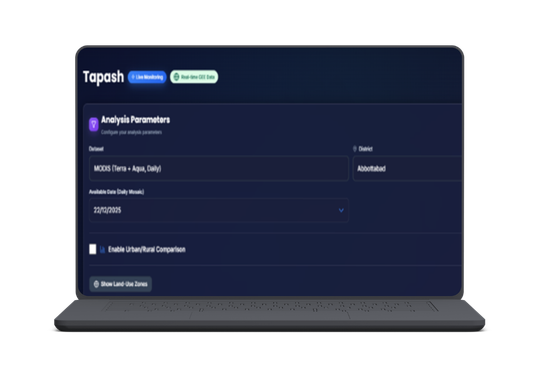 Tapash Live Monitoring Real-time GEE Data
Analysis Parameters
Configure your analysis parameters
Dataset District
MODIS (Terra + Aqua, Daily) Abbottabad
Available Date (Daily Mosaic)
22/12/2025
Enable Urban/Rural Comparison
Show Land-Use Zones